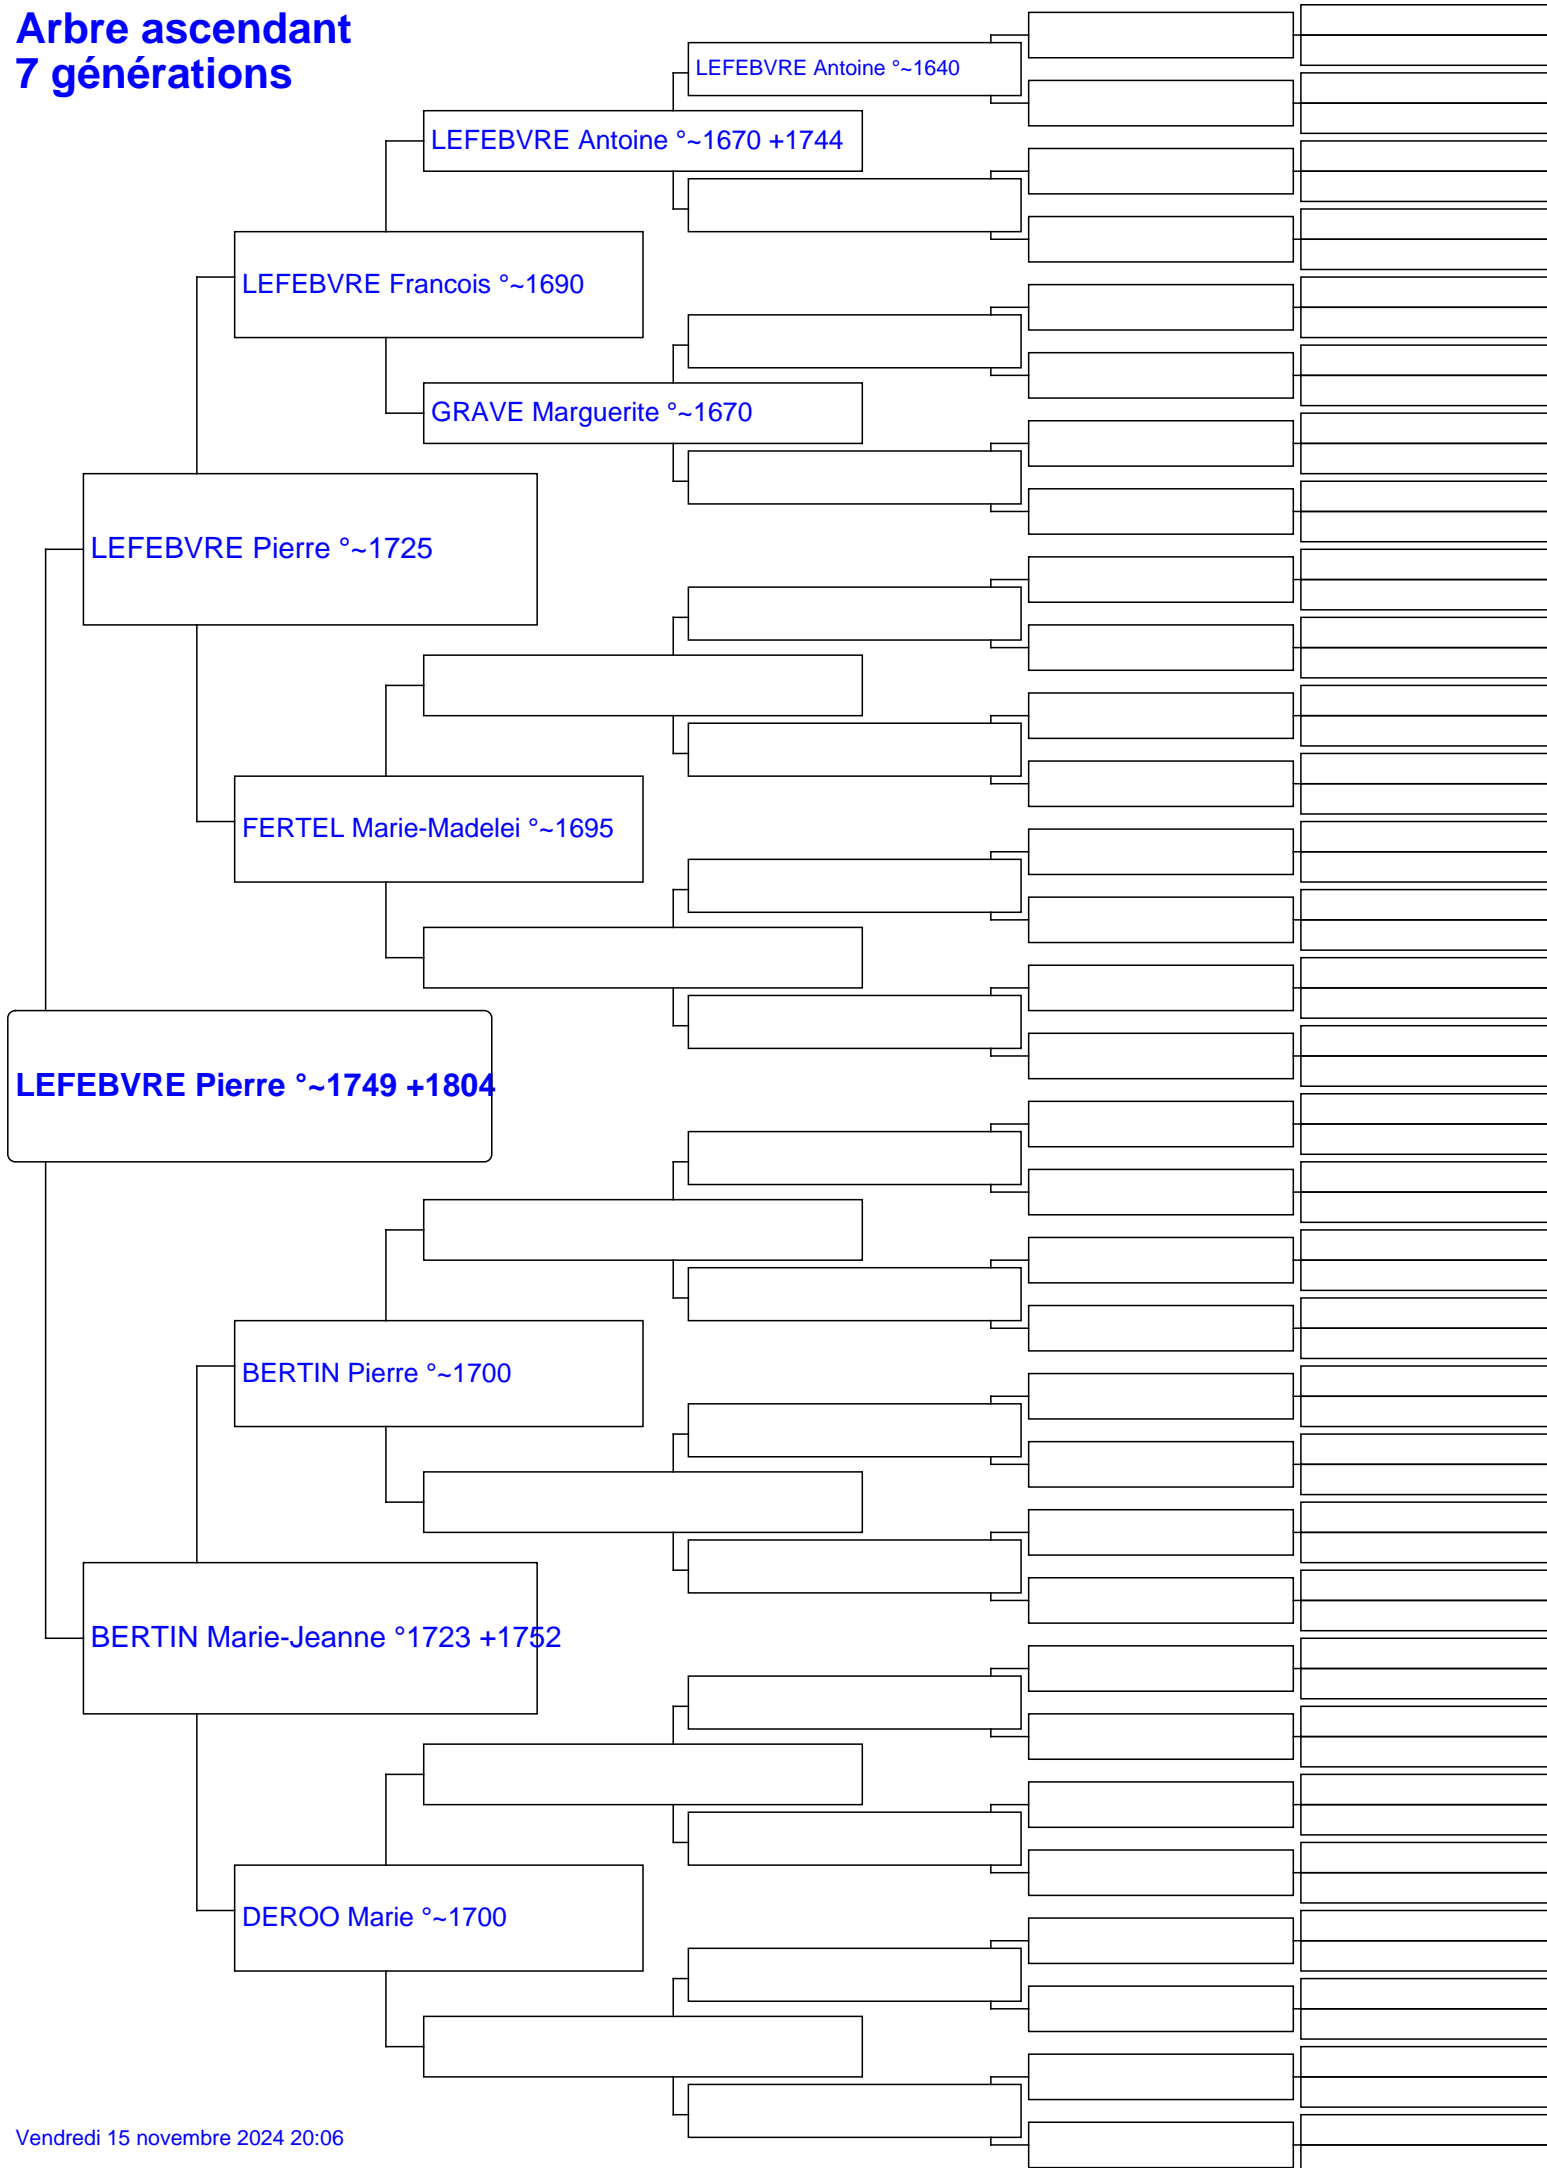 Arbre ascendant
7 générations
LEFEBVRE Antoine °~1640
LEFEBVRE Antoine °~1670 +1744
LEFEBVRE Francois °~1690
GRAVE Marguerite °~1670
LEFEBVRE Pierre °~1725
FERTEL Marie-Madelei °~1695
LEFEBVRE Pierre °~1749 +1804
BERTIN Pierre °~1700
BERTIN Marie-Jeanne °1723 +1752
DEROO Marie °~1700
Vendredi 15 novembre 2024 20:06